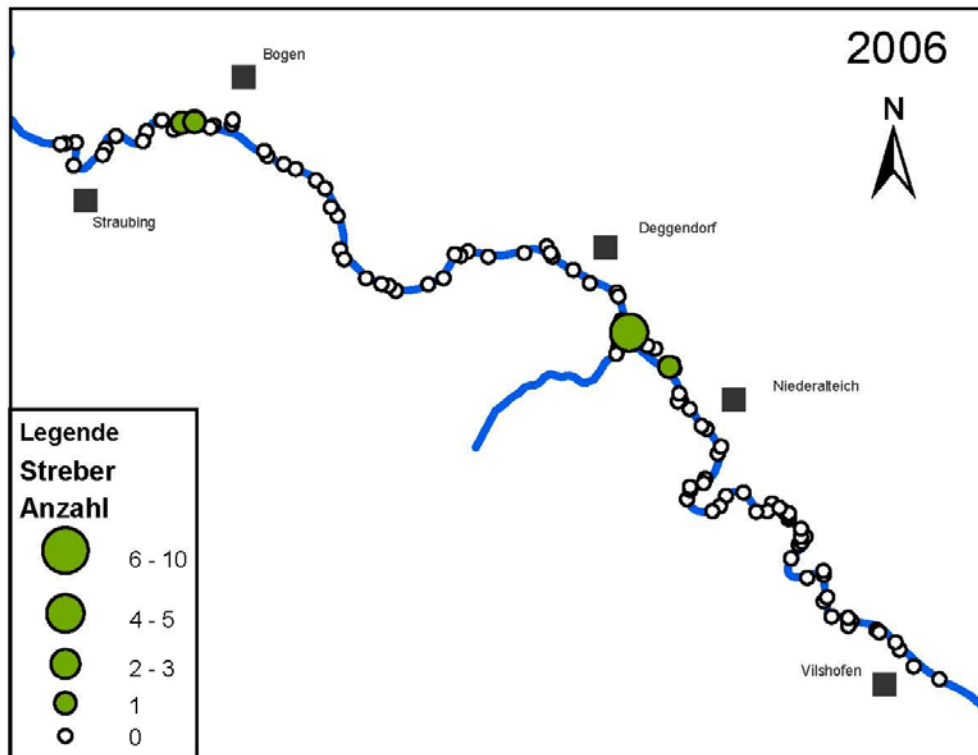 2006
Bogen
N
Straubing
Deggendorf
Niederalteich
Vilshofen
Legende
Streber
Anzahl
6 - 10
4 - 5
2 - 3
1
0